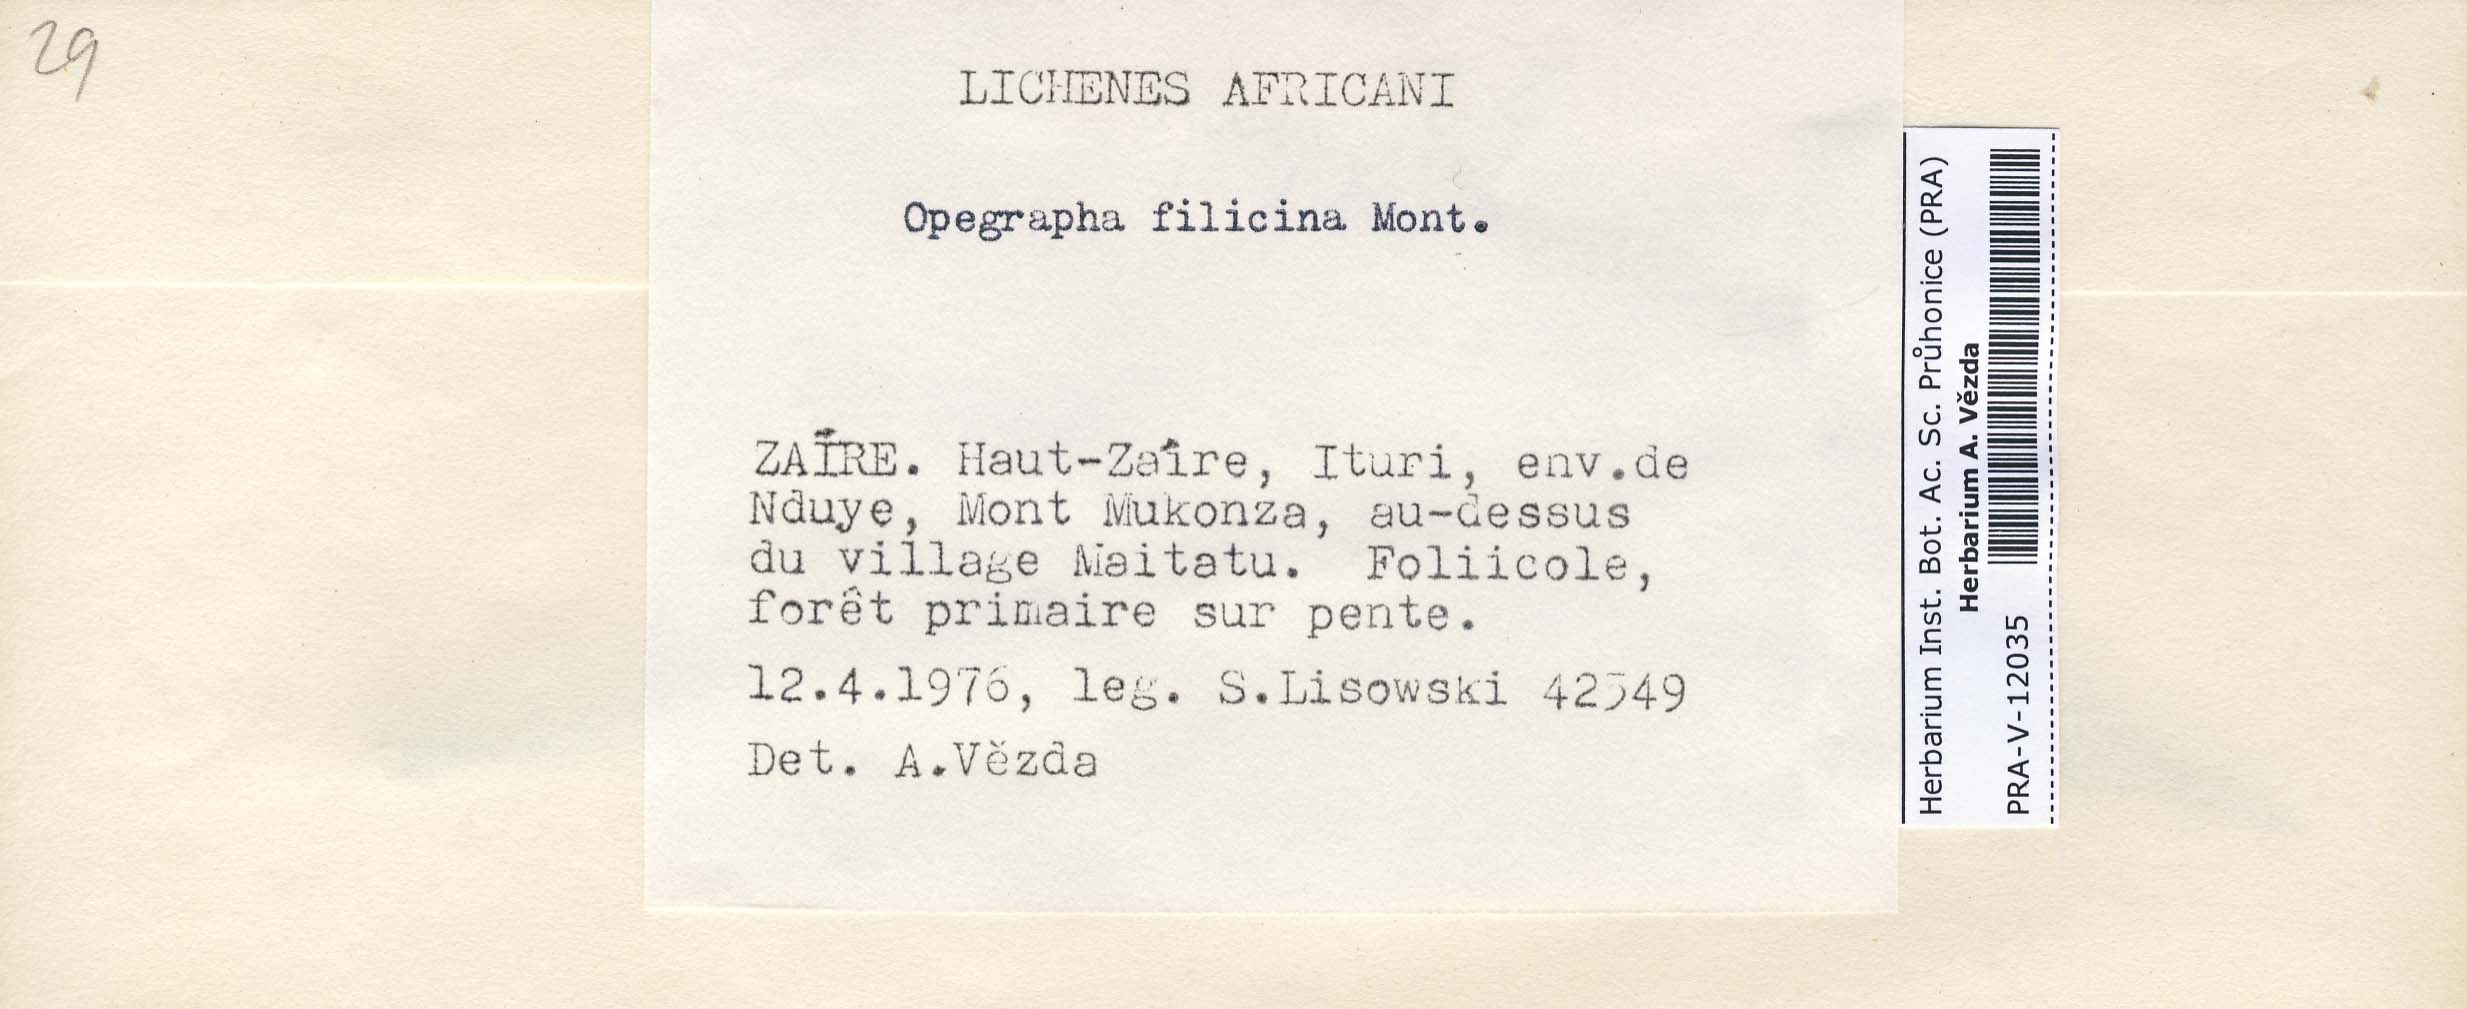 29
LICHENES AFRICANI
Opegrapha filicina Mont.
ZAÏRE. Haut-Zaîre, Ituri, env.de
Nduye, Mont Mukonza, au-dessus
du village Maitatu. Foliicole,
forêt primaire sur pente.
12.4.1976, leg. S.Lisowski 42549
Det. A.Vězda
Herbarium Inst. Bot. Ac. Sc. Průhonice (PRA)
Herbarium A. Vězda
PRA-V-12035